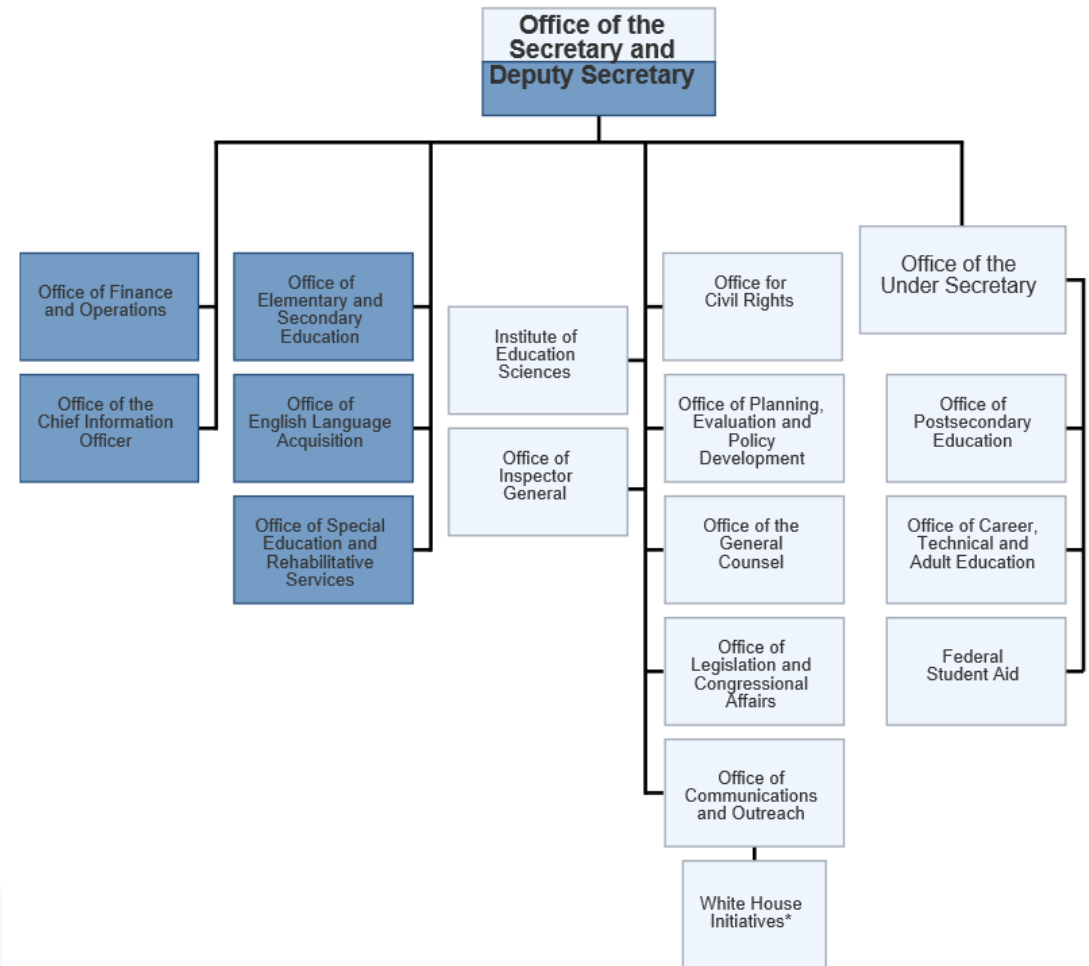 Office of the
Secretary and
Deputy Secretary
Office of Finance
and Operations
Office of the
Chief Information
Officer
Office of
Elementary and
Secondary
Education
Office of
English Language
Acquisition
Office of Special
Education and
Rehabilitative
Services
Institute of
Education
Sciences
Office of
Inspector
General
Office for
Civil Rights
Office of Planning,
Evaluation and
Policy
Development
Office of the
General
Counsel
Office of
Legislation and
Congressional
Affairs
Office of
Communications
and Outreach
White House
Initiatives*
Office of the
Under Secretary
Office of
Postsecondary
Education
Office of Career,
Technical and
Adult Education
Federal
Student Aid